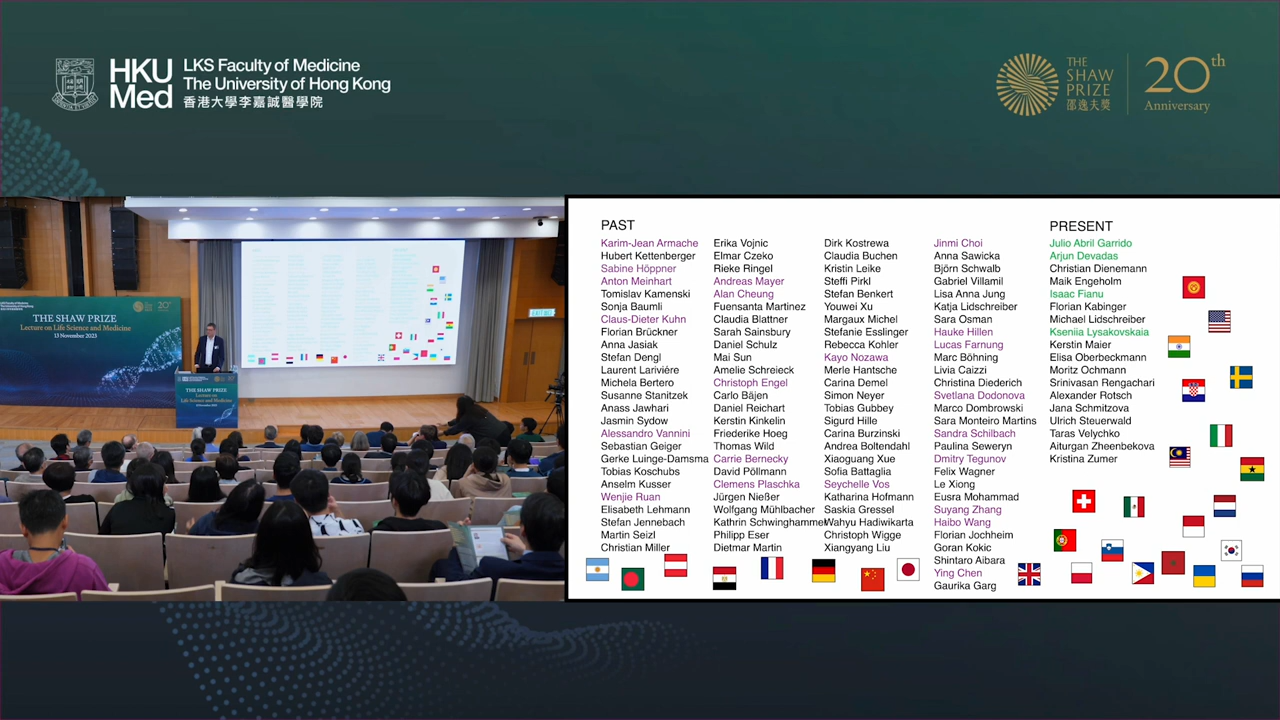 HKU
Med
LKS Faculty of Medicine
The University of Hong Kong
香港大學李嘉誠醫學院
THE
SHAW
PRIZE
邵逸夫獎
20th
Anniversary
THE SHAW PRIZE
Lecture on Life Science and Medicine
13 November 2023
THE SHAW PRIZE
Lecture on
Life Science and Medicine
EXIT
PAST
Karim-Jean Armache
Hubert Kettenberger
Sabine Höppner
Anton Meinhart
Tomislav Kamenski
Sonja Baumli
Claus-Dieter Kuhn
Florian Brückner
Anna Jasiak
Stefan Dengl
Laurent Larivière
Michela Bertero
Susanne Stanitzek
Anass Jawhari
Jasmin Sydow
Alessandro Vannini
Sebastian Geiger
Gerke Luinge-Damsma
Tobias Koschubs
Anselm Kusser
Wenjie Ruan
Elisabeth Lehmann
Stefan Jennebach
Martin Seizl
Christian Miller
Erika Vojnic
Elmar Czeko
Rieke Ringel
Andreas Mayer
Alan Cheung
Fuensanta Martinez
Claudia Blattner
Sarah Sainsbury
Daniel Schulz
Mai Sun
Amelie Schreieck
Christoph Engel
Carlo Bäjen
Daniel Reichart
Kerstin Kinkelin
Friederike Hoeg
Thomas Wild
Carrie Bernecky
David Pöllmann
Clemens Plaschka
Jürgen Nießer
Wolfgang Mühlbacher
Kathrin Schwinghammer
Philipp Eser
Dietmar Martin
Dirk Kostrewa
Claudia Buchen
Kristin Leike
Steffi Pirkl
Stefan Benkert
Youwei Xu
Margaux Michel
Stefanie Esslinger
Rebecca Kohler
Kayo Nozawa
Merle Hantsche
Carina Demel
Simon Neyer
Tobias Gubbey
Sigurd Hille
Carina Burzinski
Andrea Boltendahl
Xiaoguang Xue
Sofia Battaglia
Seychelle Vos
Katharina Hofmann
Saskia Gressel
Wahyu Hadiwikarta
Christoph Wigge
Xiangyang Liu
Jinmi Choi
Anna Sawicka
Björn Schwalb
Gabriel Villamil
Lisa Anna Jung
Katja Lidschreiber
Sara Osman
Hauke Hillen
Lucas Farnung
Marc Böhning
Livia Caizzi
Christina Diederich
Svetlana Dodonova
Marco Dombrowski
Sara Monteiro Martins
Sandra Schilbach
Paulina Seweryn
Dmitry Tegunov
Felix Wagner
Le Xiong
Eusra Mohammad
Suyang Zhang
Haibo Wang
Florian Jochheim
Goran Kokic
Shintaro Aibara
Ying Chen
Gaurika Garg
PRESENT
Julio Abril Garrido
Arjun Devadas
Christian Dienemann
Maik Engeholm
Isaac Fianu
Florian Kabinger
Michael Lidschreiber
Kseniia Lysakovskaia
Kerstin Maier
Elisa Oberbeckmann
Moritz Ochmann
Srinivasan Rengachari
Alexander Rotsch
Jana Schmitzova
Ulrich Steuerwald
Taras Velychko
Aiturgan Zheenbekova
Kristina Zumer